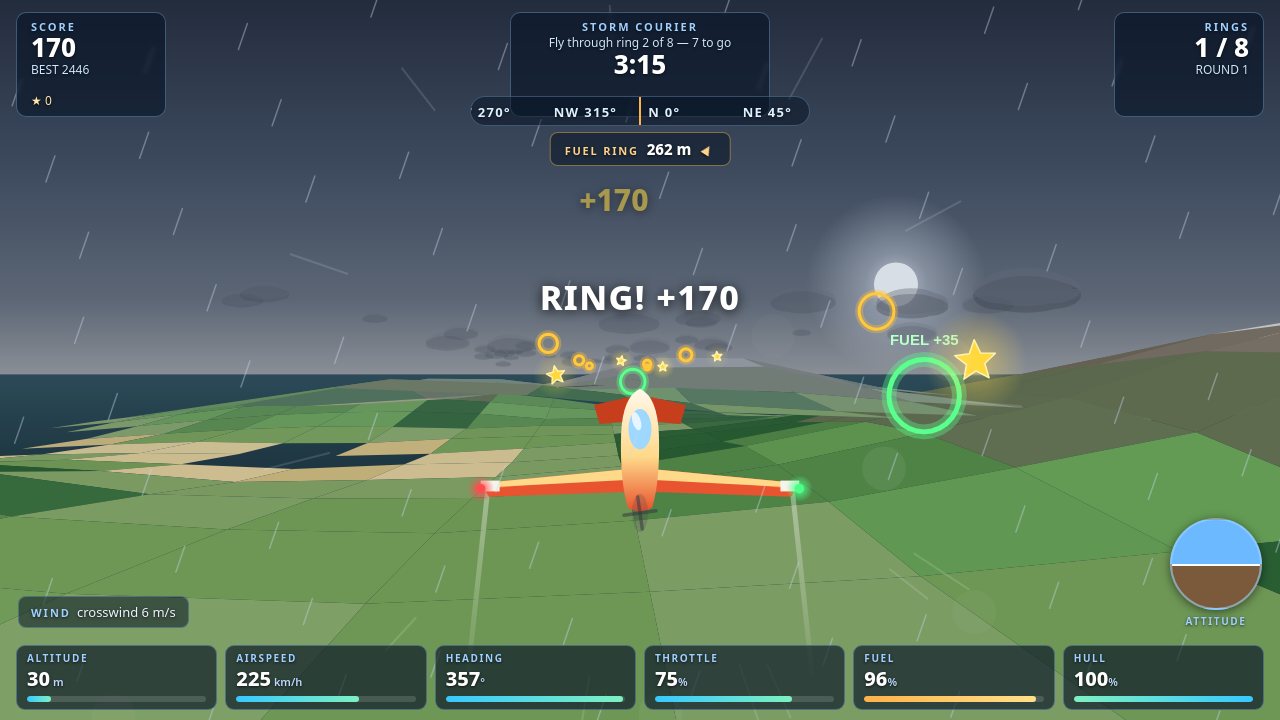 SCORE
170
BEST 2446
★ 0
STORM COURIER
Fly through ring 2 of 8 — 7 to go
3:15
RINGS
1 / 8
ROUND 1
270° NW 315° N 0° NE 45°
FUEL RING 262 m ◀
+170
RING! +170
FUEL +35
WIND crosswind 6 m/s
ATTITUDE
ALTITUDE
30 m
AIRSPEED
225 km/h
HEADING
357°
THROTTLE
75%
FUEL
96%
HULL
100%